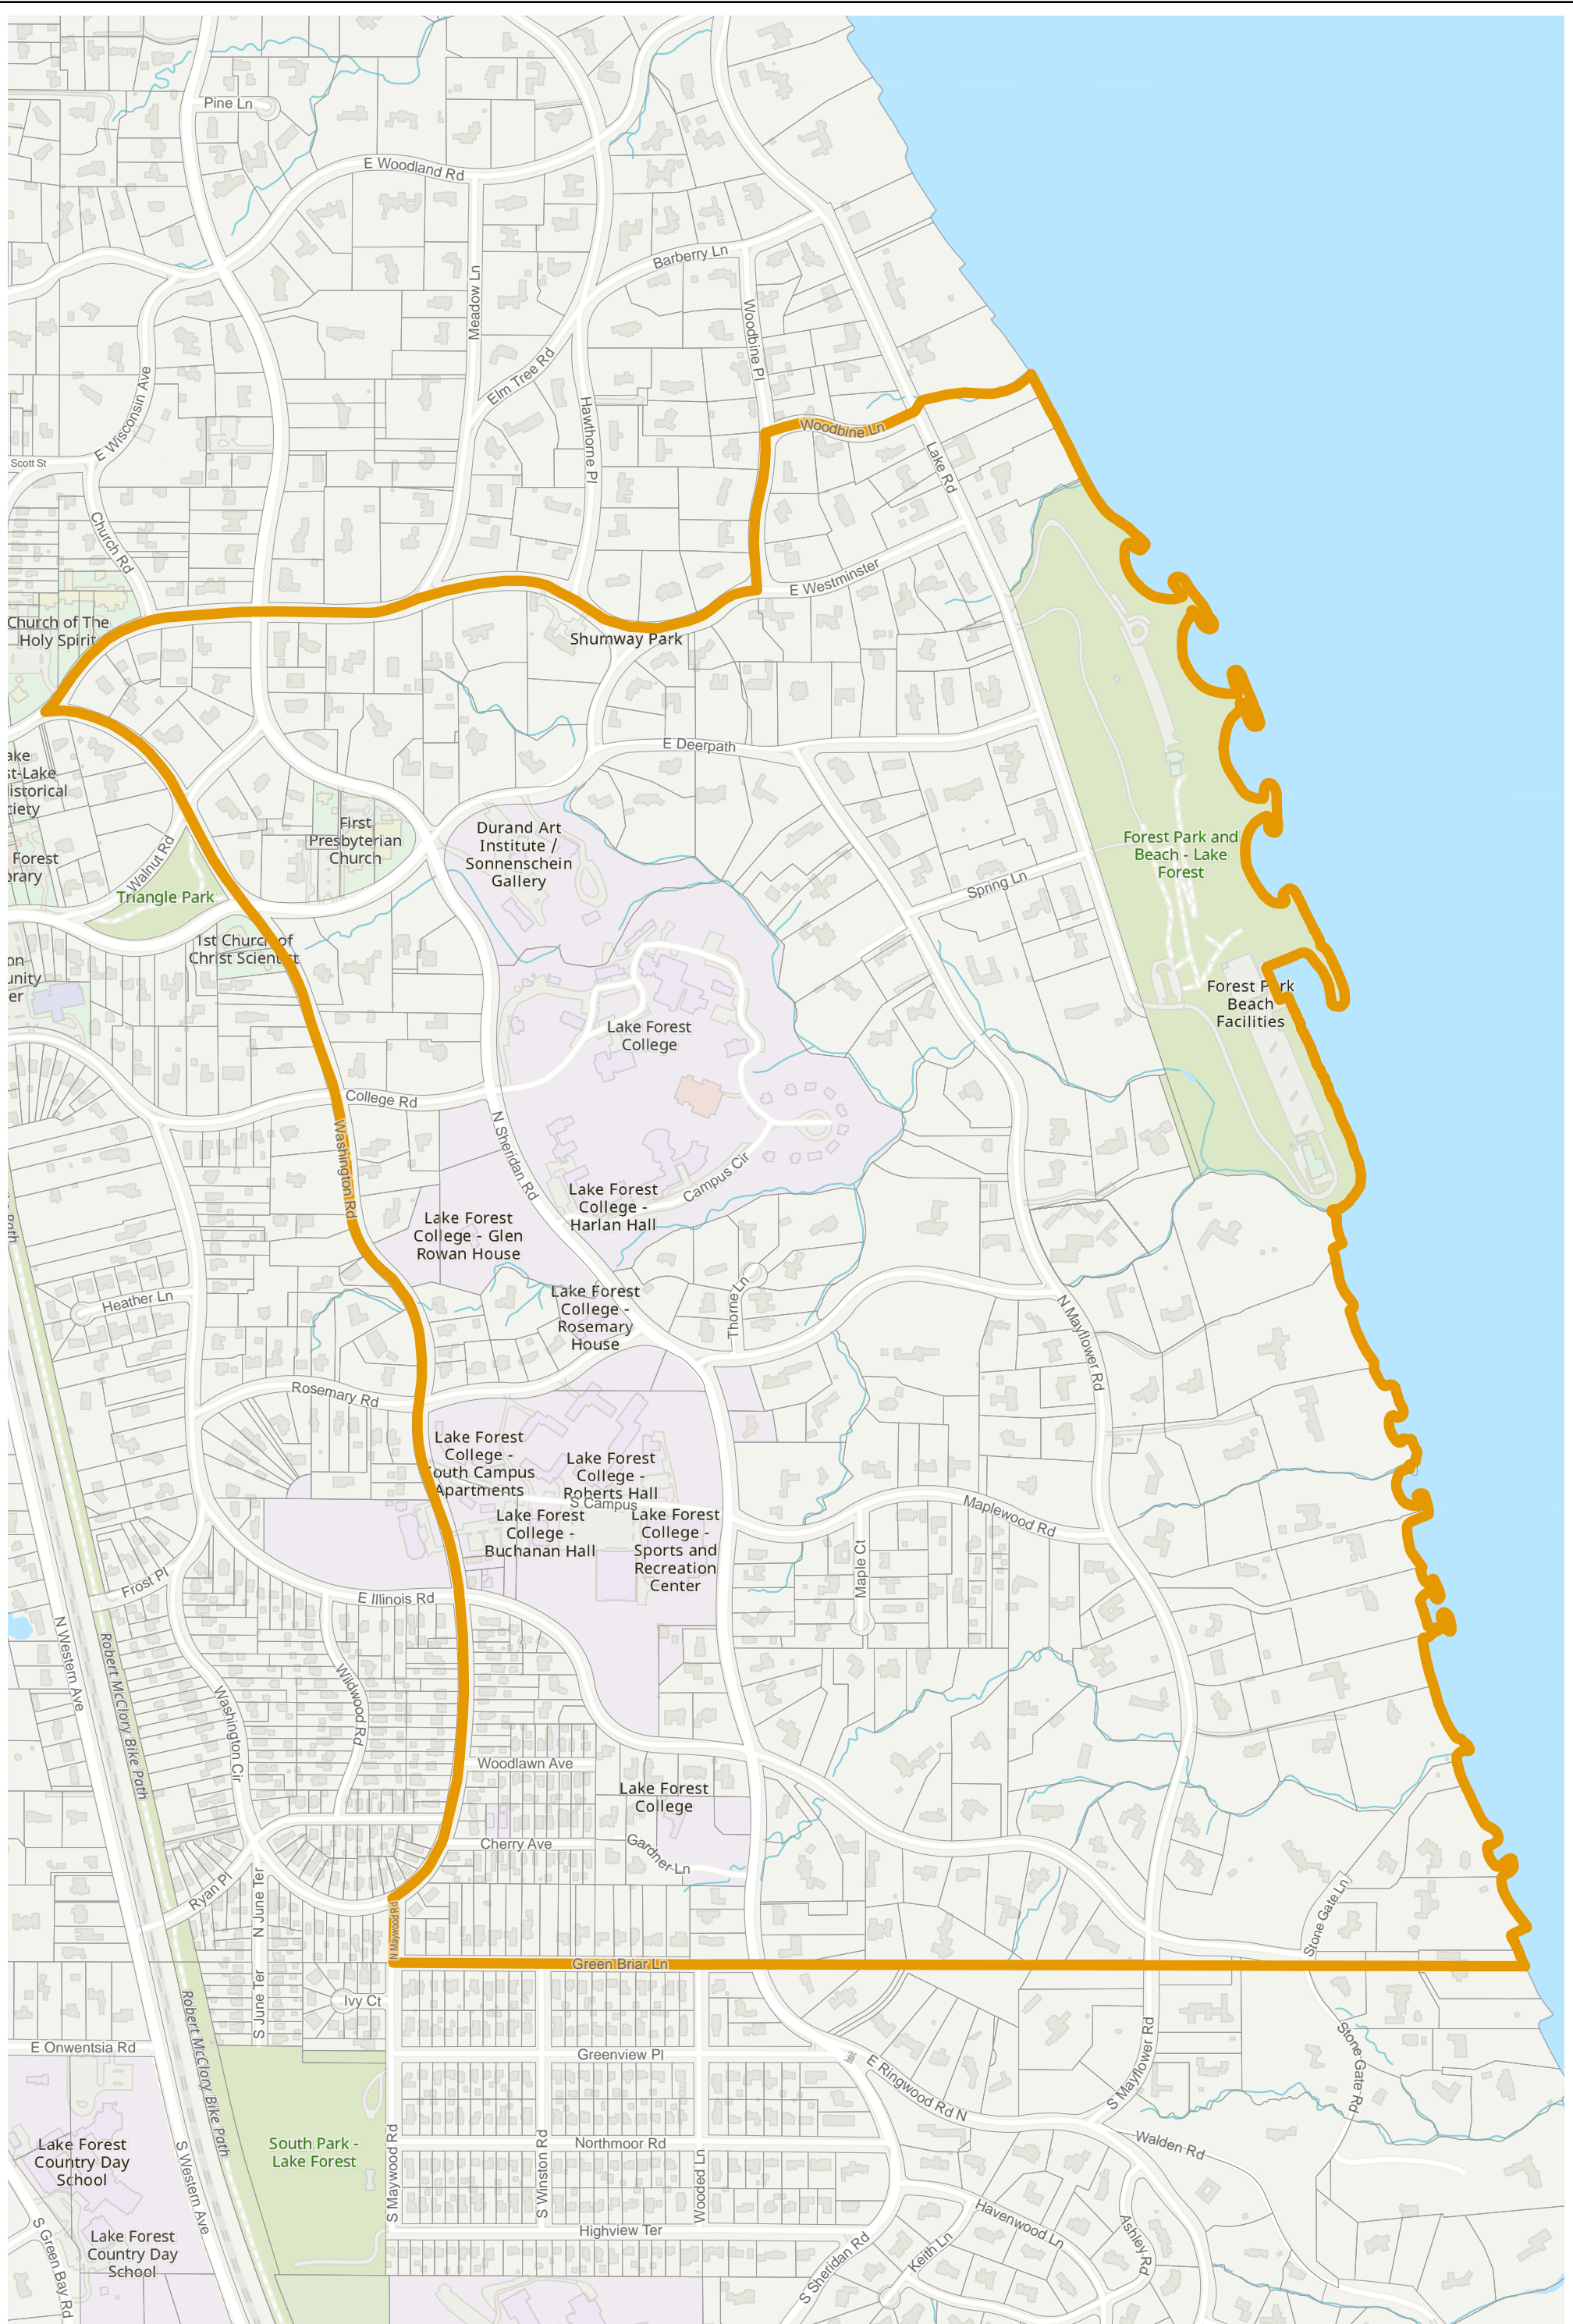 Pine Ln
E Woodland Rd
Barberry Ln
Meadow Ln
Woodbine Pl
Elm Tree Rd
E Wisconsin Ave
Hawthorne Pl
Woodbine Ln
Lake Rd
Scott St
Church Rd
E Westminster
Church of The
Holy Spirit
Shumway Park
E Deerpath
ake
st-Lake
istorical
ciety
First
Presbyterian
Church
Durand Art
Institute /
Sonnenschein
Gallery
Forest Park and
Beach - Lake
Forest
Forest
brary
Walnut Rd
Triangle Park
Spring Ln
1st Church of
Christ Scientist
on
unity
er
Forest Park
Beach
Facilities
Lake Forest
College
College Rd
Washington Rd
N Sheridan Rd
Campus Cir
Lake Forest
College -
Harlan Hall
Lake Forest
College - Glen
Rowan House
Path
Heather Ln
Lake Forest
College -
Rosemary
House
Thorne Ln
N Mayflower Rd
Rosemary Rd
Lake Forest
College -
South Campus
Apartments
Lake Forest
College -
Roberts Hall
S Campus
Lake Forest
College -
Buchanan Hall
Lake Forest
College -
Sports and
Recreation
Center
Maplewood Rd
Maple Ct
Frost Pl
E Illinois Rd
N Western Ave
Robert McClory Bike Path
Wildwood Rd
Washington Cir
Woodlawn Ave
Lake Forest
College
Cherry Ave
Gardner Ln
Ryan Pl
N June Ter
N Maywood Rd
Stone Gate Ln
Green Briar Ln
S June Ter
Ivy Ct
Robert McClory Bike Path
E Onwentsia Rd
Greenview Pl
E Ringwood Rd N
S Mayflower Rd
Stone Gate Rd
Lake Forest
Country Day
School
South Park -
Lake Forest
S Western Ave
S Maywood Rd
Northmoor Rd
S Winston Rd
Wooded Ln
Walden Rd
Highview Ter
Havenwood Ln
Ashley Rd
Keith Ln
S Sheridan Rd
Lake Forest
Country Day
School
S Green Bay Rd